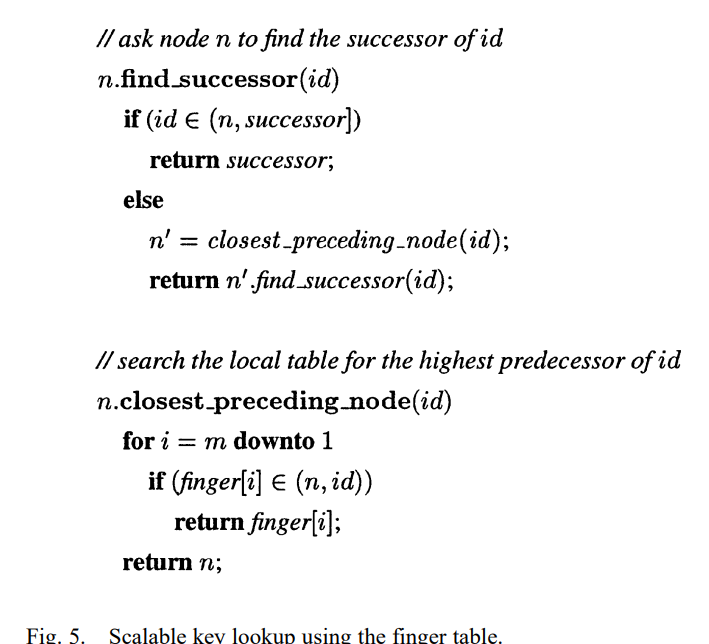 // ask node n to find the successor of id
n.find_successor(id)
if (id ∈ (n, successor])
return successor;
else
n′ = closest_preceding_node(id);
return n′.find_successor(id);
// search the local table for the highest predecessor of id
n.closest_preceding_node(id)
for i = m downto 1
if (finger[i] ∈ (n, id))
return finger[i];
return n;
Fig. 5. Scalable key lookup using the finger table.